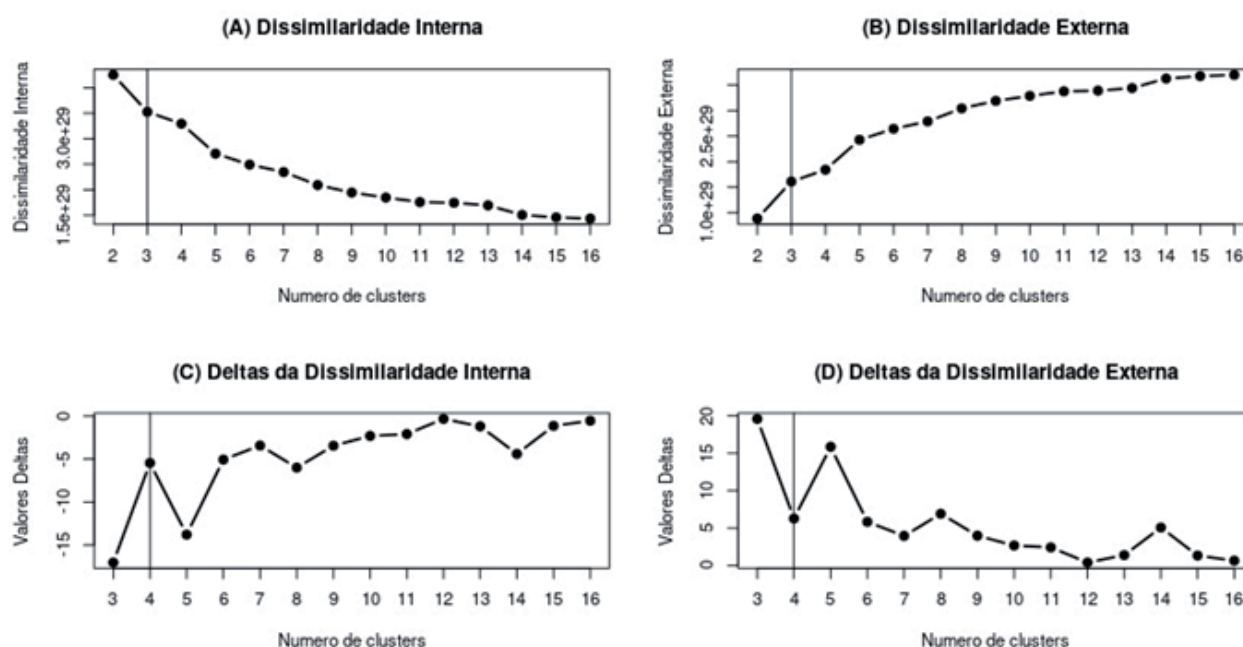 (A) Dissimilaridade Interna
Dissimilaridade Interna
1.5e+29 3.0e+29
2 3 4 5 6 7 8 9 10 11 12 13 14 15 16
Numero de clusters
(B) Dissimilaridade Externa
Dissimilaridade Externa
1.0e+29 2.5e+29
2 3 4 5 6 7 8 9 10 11 12 13 14 15 16
Numero de clusters
(C) Deltas da Dissimilaridade Interna
Valores Deltas
-15 -10 -5 0
3 4 5 6 7 8 9 10 11 12 13 14 15 16
Numero de clusters
(D) Deltas da Dissimilaridade Externa
Valores Deltas
0 5 10 15 20
3 4 5 6 7 8 9 10 11 12 13 14 15 16
Numero de clusters